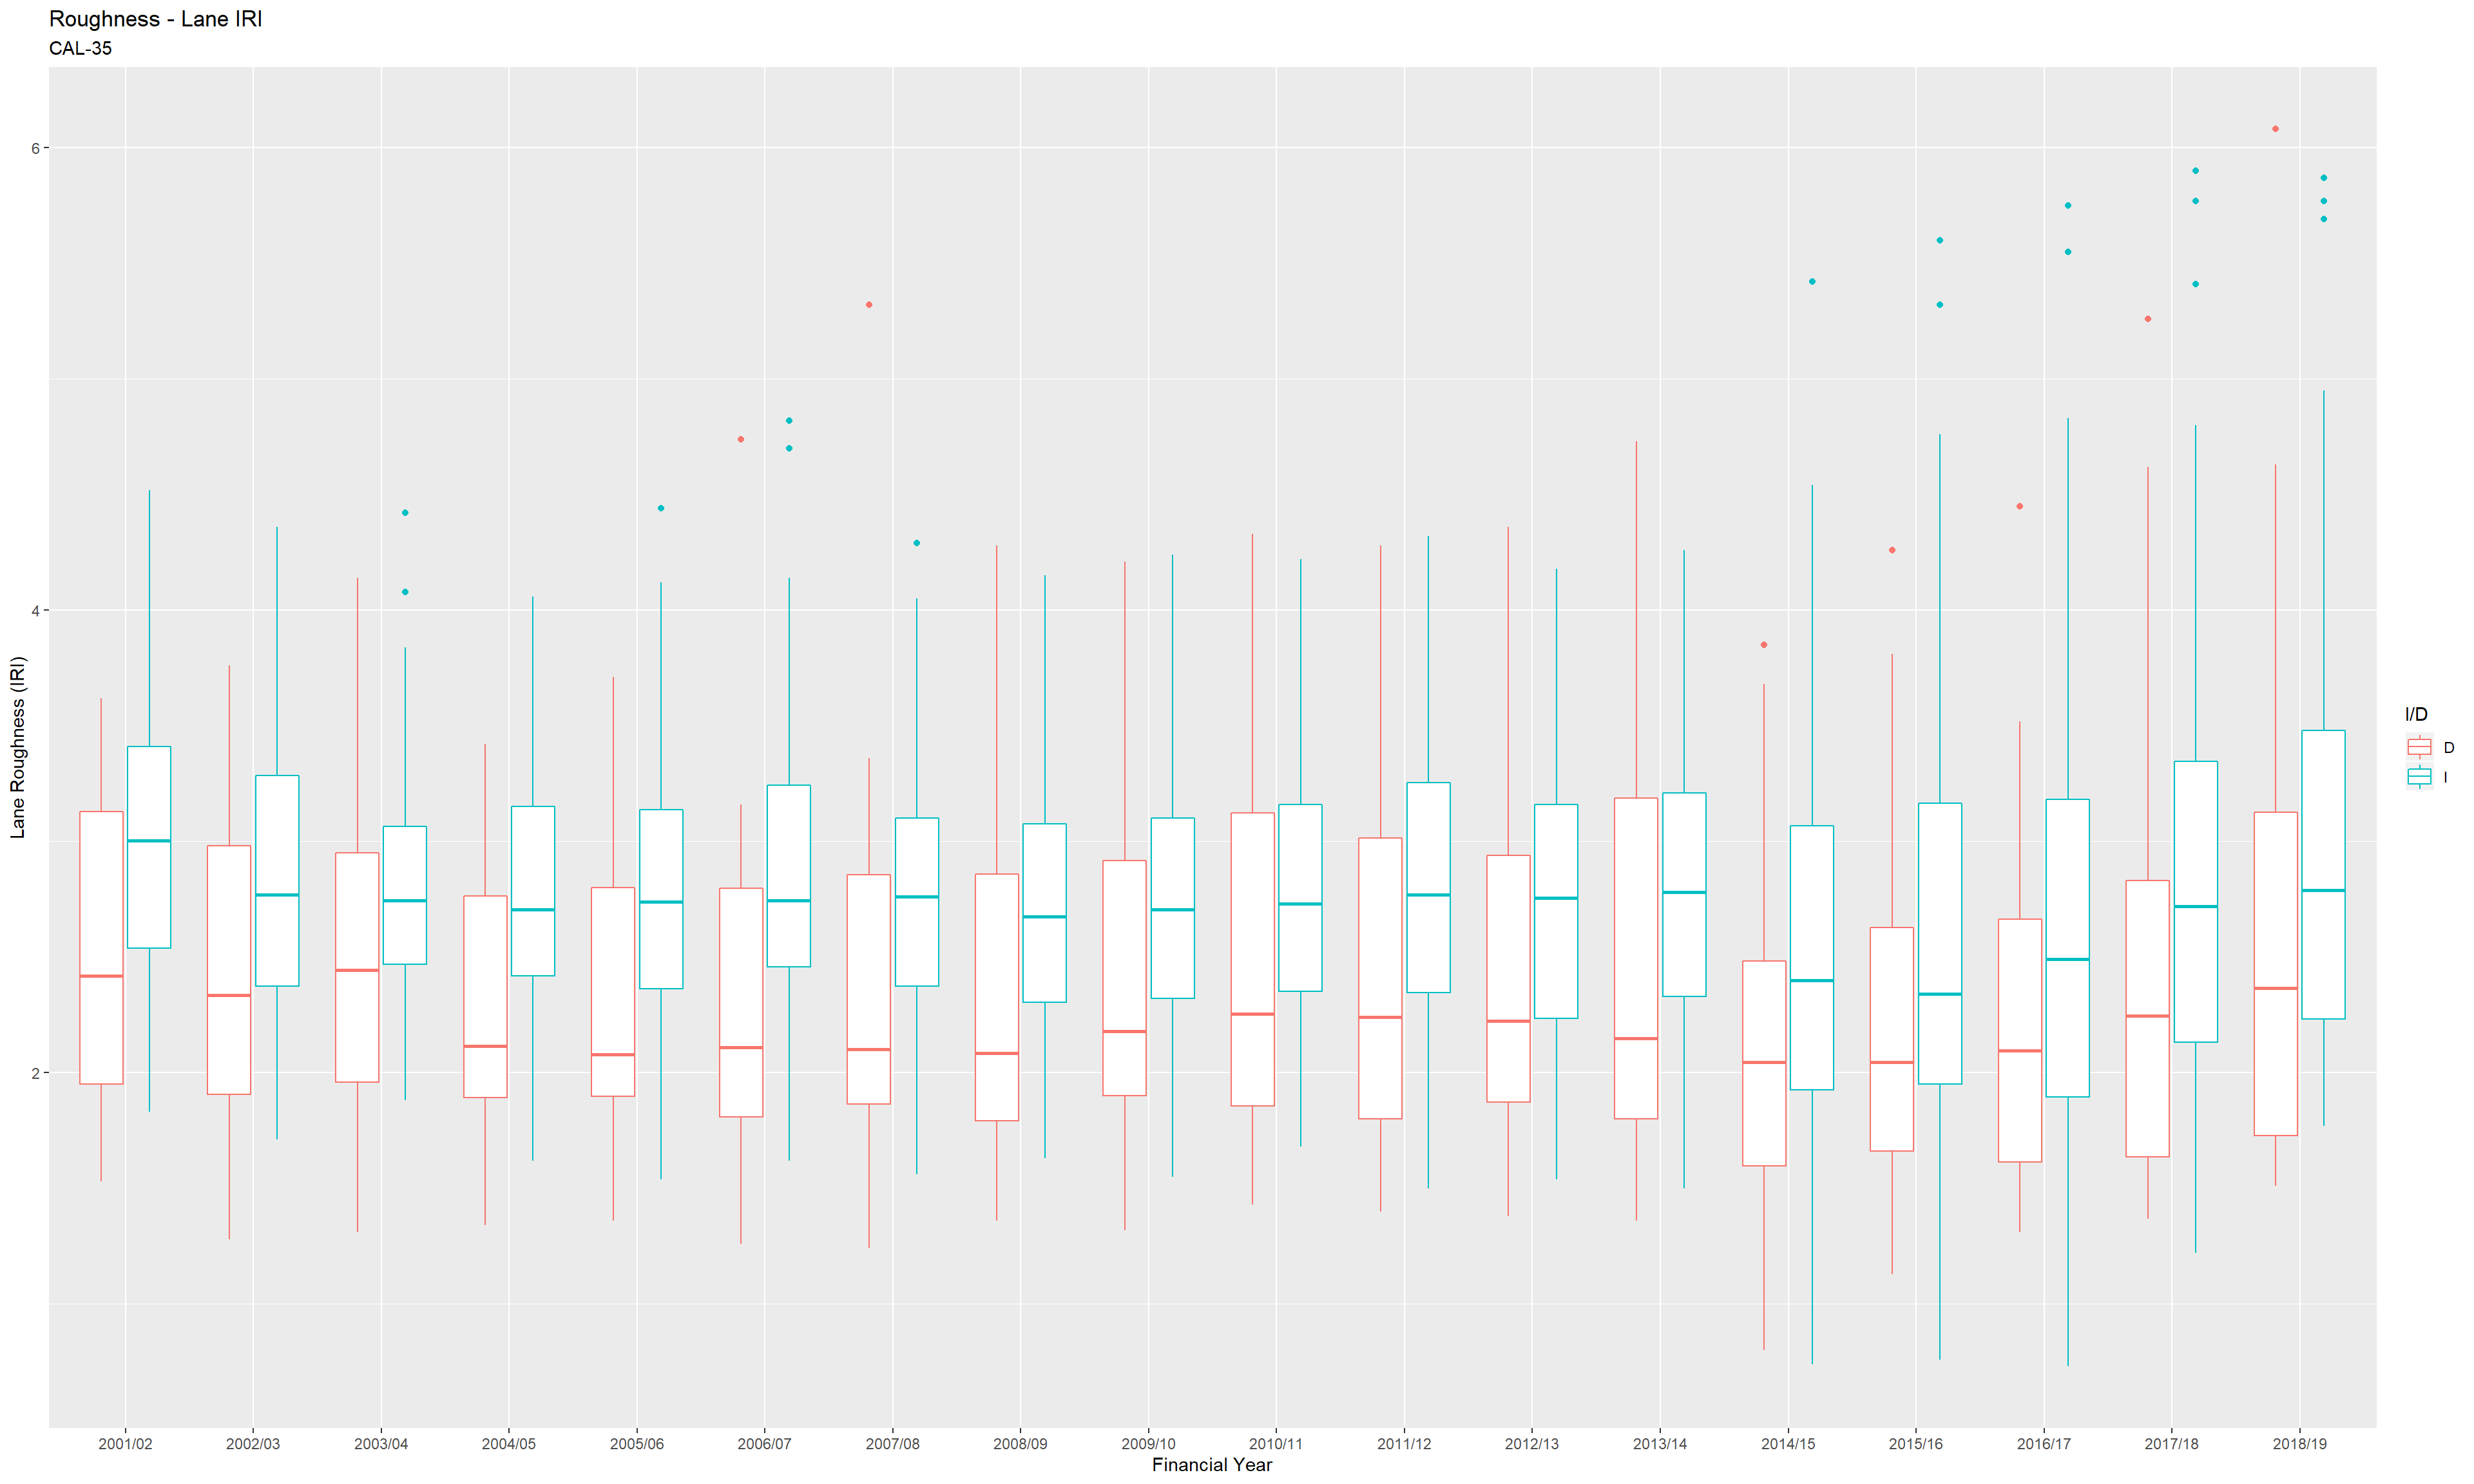 Roughness - Lane IRI
CAL-35
Lane Roughness (IRI)
6
4
2
2001/02 2002/03 2003/04 2004/05 2005/06 2006/07 2007/08 2008/09 2009/10 2010/11 2011/12 2012/13 2013/14 2014/15 2015/16 2016/17 2017/18 2018/19
Financial Year
I/D
D
I